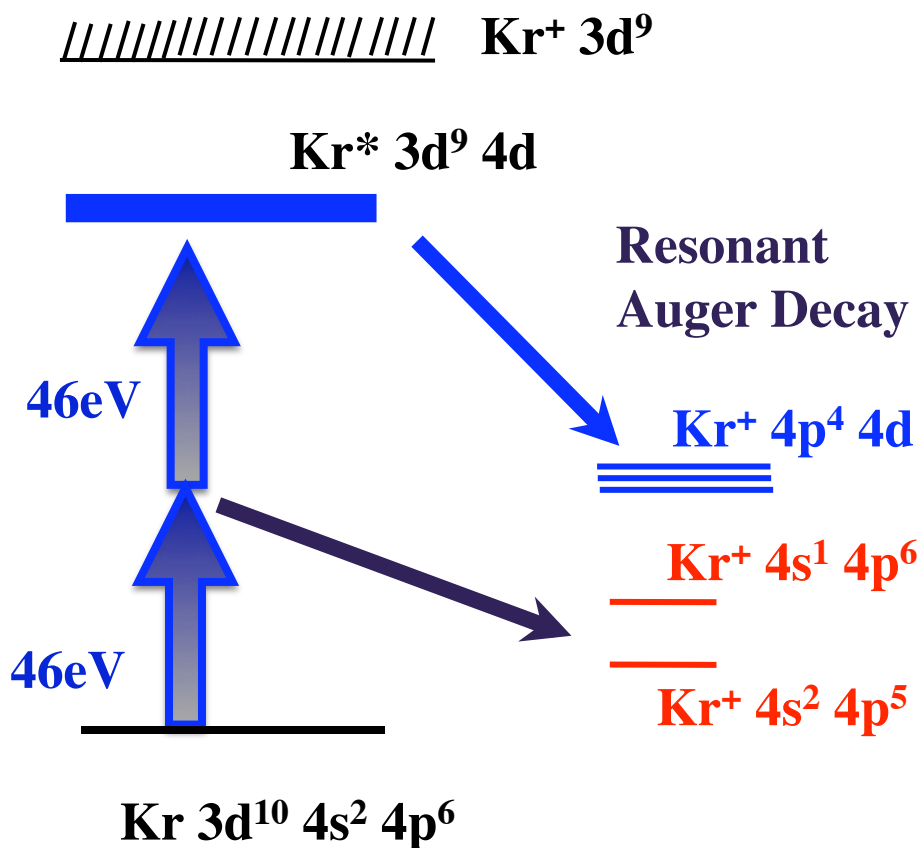 Kr⁺ 3d⁹
Kr* 3d⁹ 4d
Resonant
Auger Decay
46eV
Kr⁺ 4p⁴ 4d
Kr⁺ 4s¹ 4p⁶
46eV
Kr⁺ 4s² 4p⁵
Kr 3d¹⁰ 4s² 4p⁶